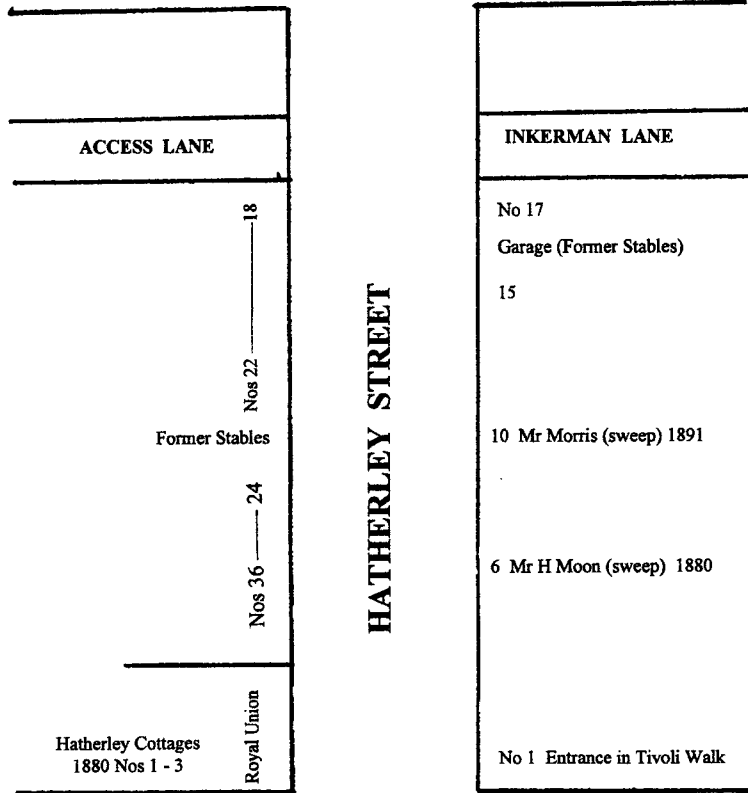 ACCESS LANE
Nos 22 ——— 18
Former Stables
Nos 36 ——— 24
Royal Union
Hatherley Cottages
1880 Nos 1 - 3
HATHERLEY STREET
INKERMAN LANE
No 17
Garage (Former Stables)
15
10 Mr Morris (sweep) 1891
6 Mr H Moon (sweep) 1880
No 1 Entrance in Tivoli Walk